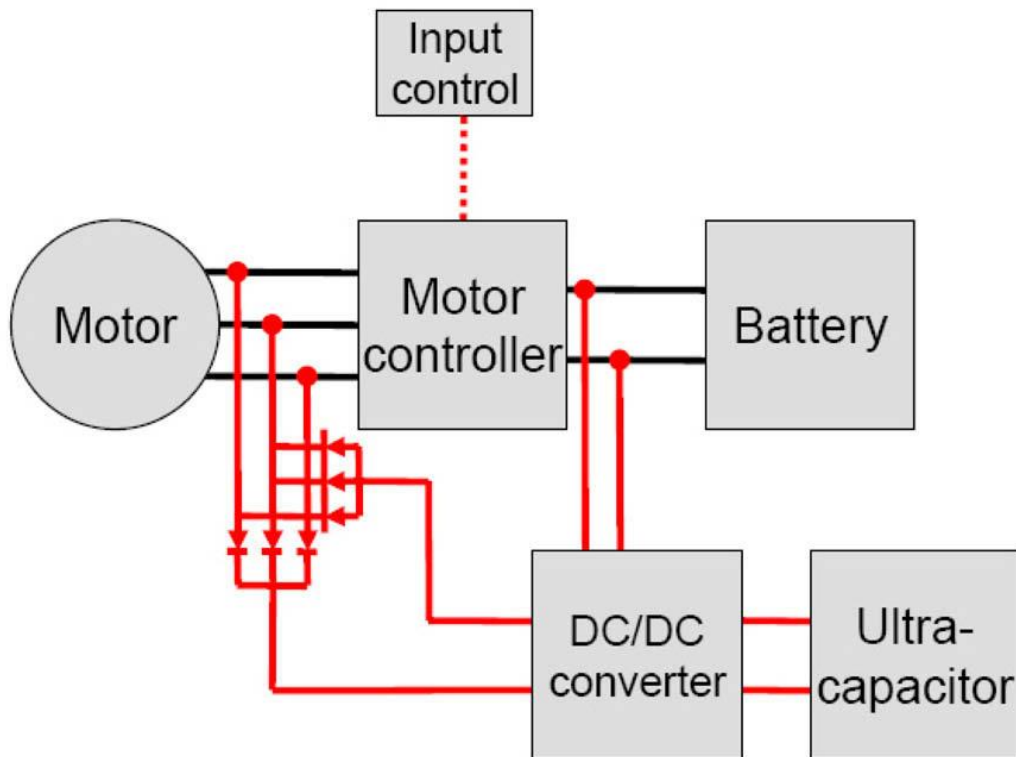 Input
control
Motor
Motor
controller
Battery
DC/DC
converter
Ultra-
capacitor